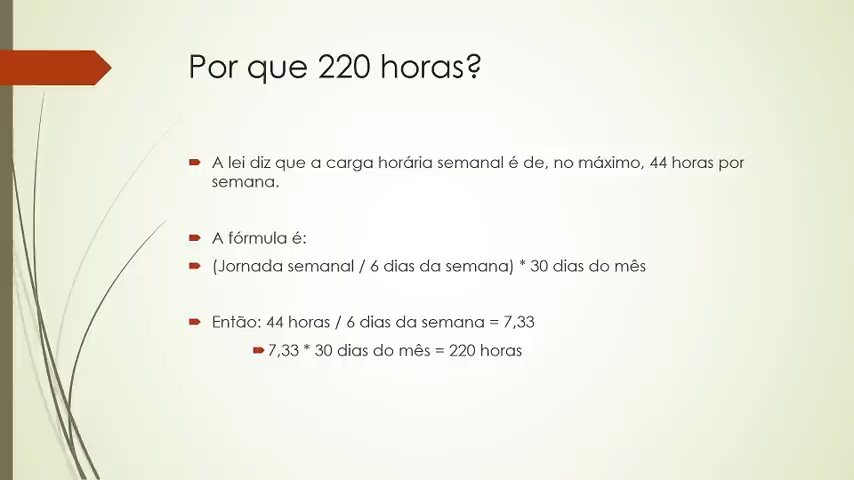 Por que 220 horas?
A lei diz que a carga horária semanal é de, no máximo, 44 horas por
semana.
A fórmula é:
(Jornada semanal / 6 dias da semana) * 30 dias do mês
Então: 44 horas / 6 dias da semana = 7,33
7,33 * 30 dias do mês = 220 horas